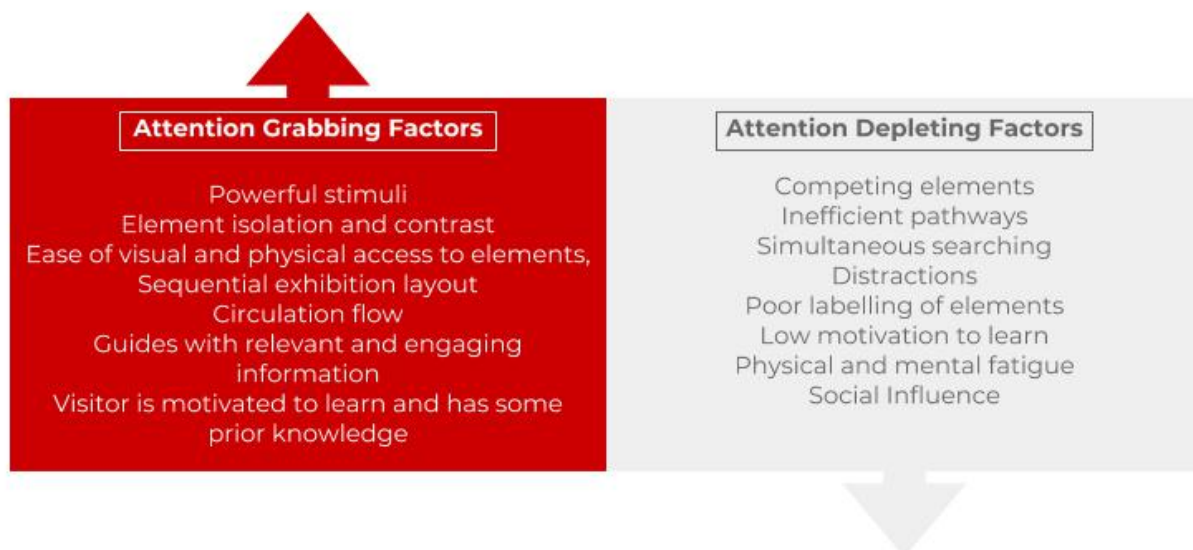 Attention Grabbing Factors
Powerful stimuli
Element isolation and contrast
Ease of visual and physical access to elements,
Sequential exhibition layout
Circulation flow
Guides with relevant and engaging
information
Visitor is motivated to learn and has some
prior knowledge
Attention Depleting Factors
Competing elements
Inefficient pathways
Simultaneous searching
Distractions
Poor labelling of elements
Low motivation to learn
Physical and mental fatigue
Social Influence